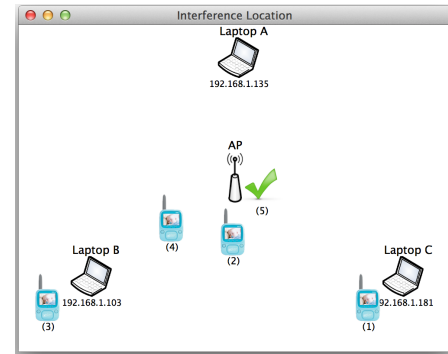 Interference Location
Laptop A
192.168.1.135
AP
(5)
(4)
(2)
Laptop B
192.168.1.103
(3)
Laptop C
92.168.1.181
(1)